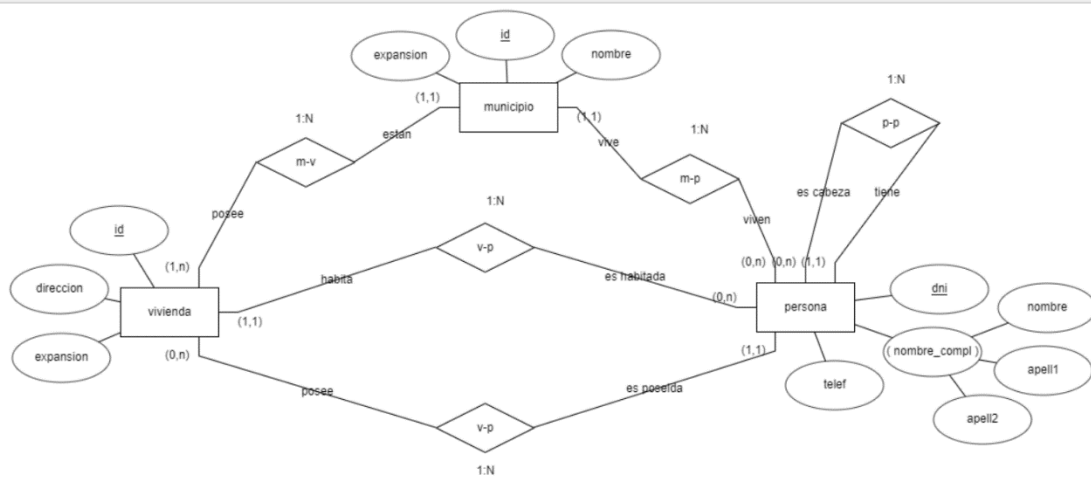 id
expansion
nombre
1:N
(1,1)
municipio
(1,1)
p-p
1:N
estan
vive
1:N
m-v
m-p
es cabeza
tiene
posee
viven
1:N
id
v-p
(1,n)
habita
es habitada
(0,n)
(0,n)
(1,1)
direccion
vivienda
(1,1)
(0,n)
persona
dni
nombre
expansion
(0,n)
(1,1)
( nombre_compl )
apell1
telef
posee
es poseida
apell2
v-p
1:N